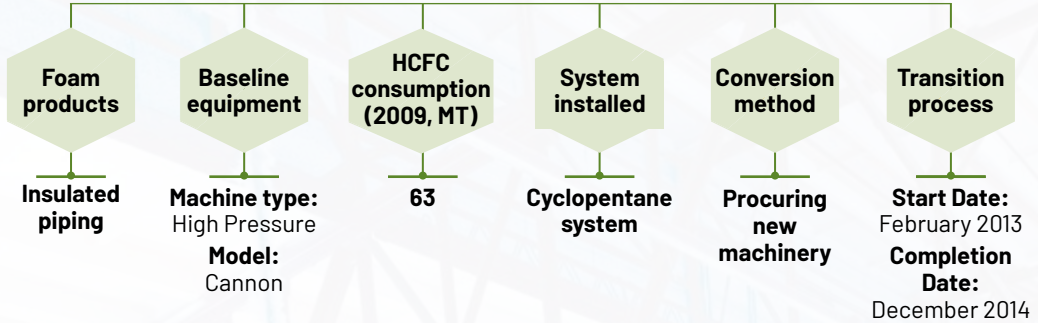 Foam
products
Insulated
piping
Baseline
equipment
Machine type:
High Pressure
Model:
Cannon
HCFC
consumption
(2009, MT)
63
System
installed
Cyclopentane
system
Conversion
method
Procuring
new
machinery
Transition
process
Start Date:
February 2013
Completion
Date:
December 2014